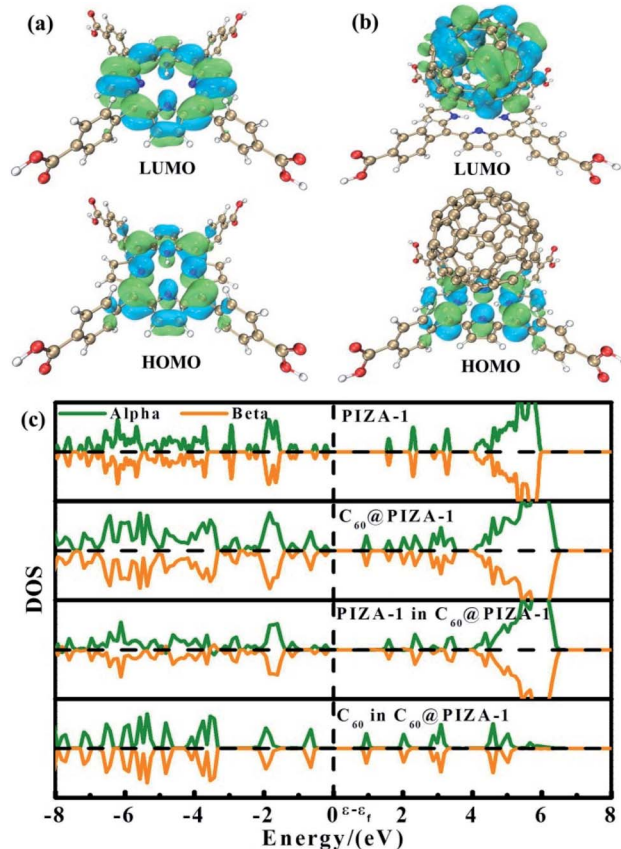 (a)
(b)
LUMO
LUMO
HOMO
HOMO
(c)
Alpha
Beta
PIZA-1
C₆₀@PIZA-1
PIZA-1 in C₆₀@PIZA-1
C₆₀ in C₆₀@PIZA-1
DOS
-8 -6 -4 -2 0 ε-εf 2 4 6 8
Energy/(eV)